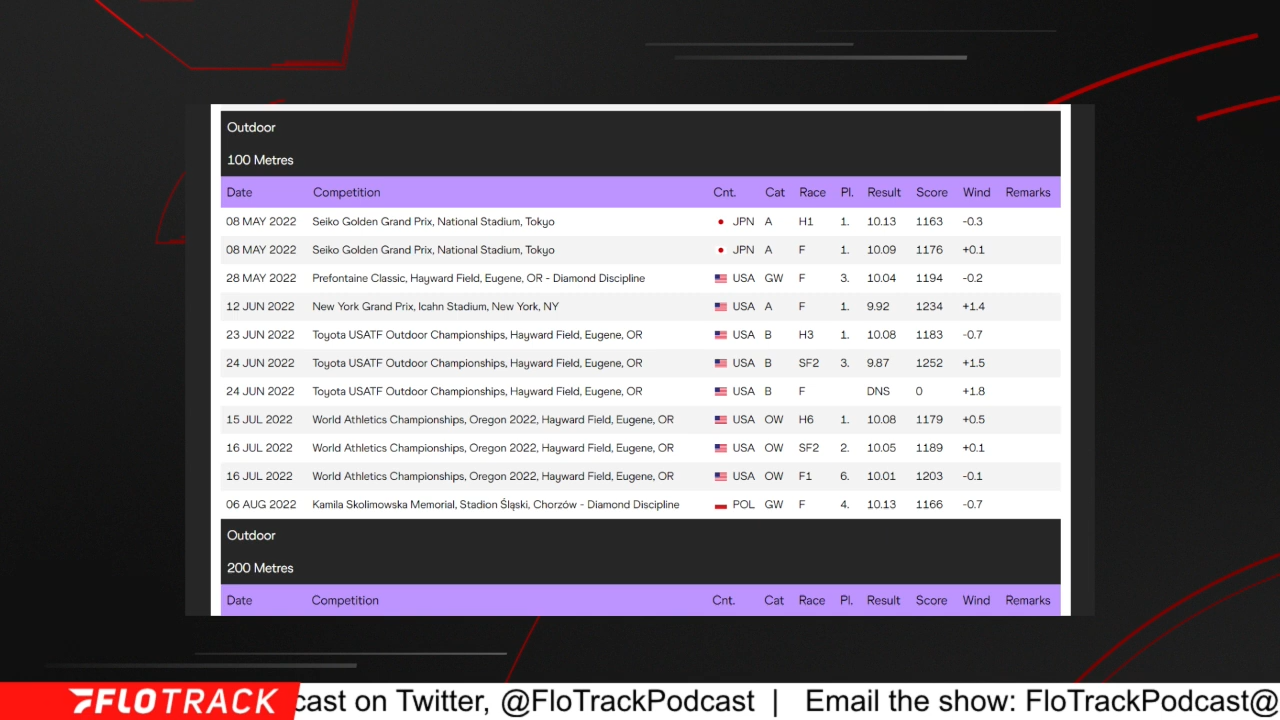 Outdoor
100 Metres
Date Competition Cnt. Cat Race Pl. Result Score Wind Remarks
08 MAY 2022 Seiko Golden Grand Prix, National Stadium, Tokyo JPN A H1 1. 10.13 1163 -0.3
08 MAY 2022 Seiko Golden Grand Prix, National Stadium, Tokyo JPN A F 1. 10.09 1176 +0.1
28 MAY 2022 Prefontaine Classic, Hayward Field, Eugene, OR - Diamond Discipline USA GW F 3. 10.04 1194 -0.2
12 JUN 2022 New York Grand Prix, Icahn Stadium, New York, NY USA A F 1. 9.92 1234 +1.4
23 JUN 2022 Toyota USATF Outdoor Championships, Hayward Field, Eugene, OR USA B H3 1. 10.08 1183 -0.7
24 JUN 2022 Toyota USATF Outdoor Championships, Hayward Field, Eugene, OR USA B SF2 3. 9.87 1252 +1.5
24 JUN 2022 Toyota USATF Outdoor Championships, Hayward Field, Eugene, OR USA B F DNS 0 +1.8
15 JUL 2022 World Athletics Championships, Oregon 2022, Hayward Field, Eugene, OR USA OW H6 1. 10.08 1179 +0.5
16 JUL 2022 World Athletics Championships, Oregon 2022, Hayward Field, Eugene, OR USA OW SF2 2. 10.05 1189 +0.1
16 JUL 2022 World Athletics Championships, Oregon 2022, Hayward Field, Eugene, OR USA OW F1 6. 10.01 1203 -0.1
06 AUG 2022 Kamila Skolimowska Memorial, Stadion Śląski, Chorzów - Diamond Discipline POL GW F 4. 10.13 1166 -0.7
Outdoor
200 Metres
Date Competition Cnt. Cat Race Pl. Result Score Wind Remarks
FLOTRACK cast on Twitter, @FloTrackPodcast | Email the show: FloTrackPodcast@